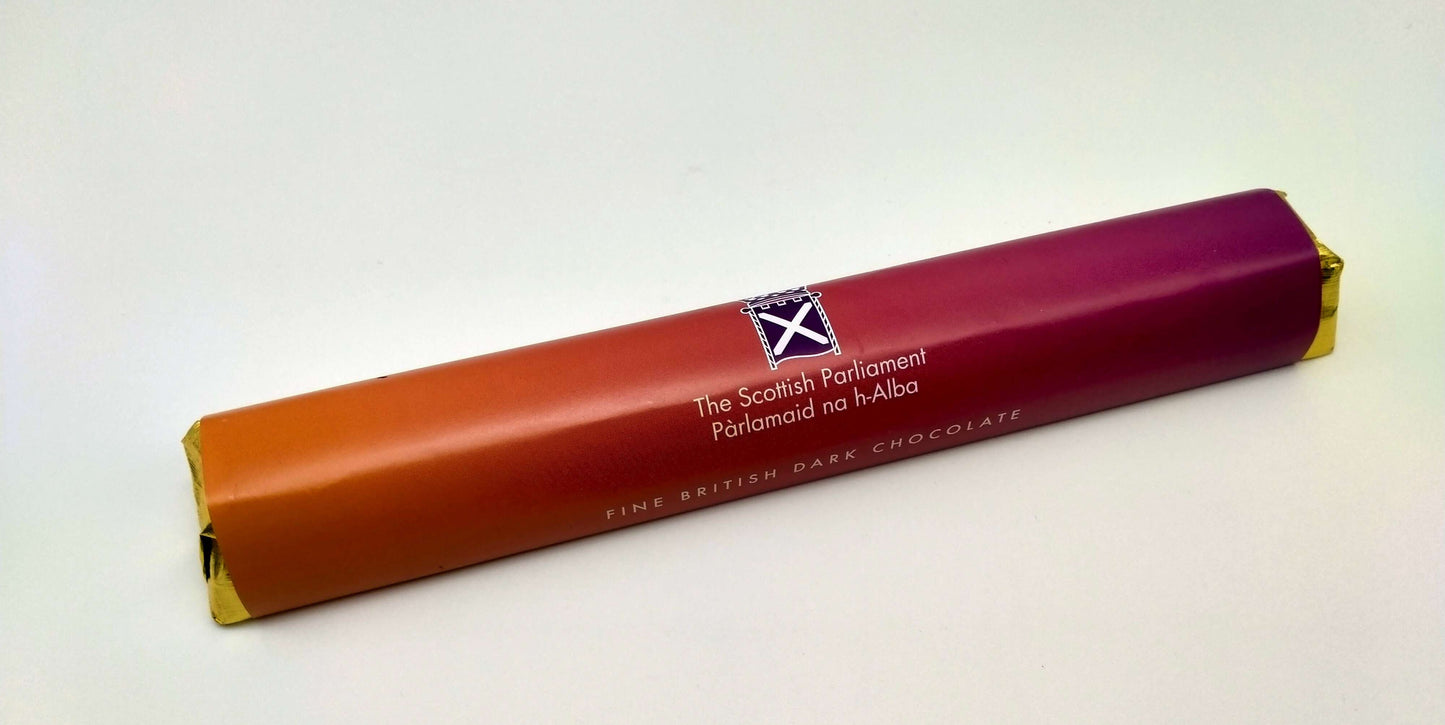 The Scottish Parliament
Pàrlamaid na h-Alba
FINE BRITISH DARK CHOCOLATE